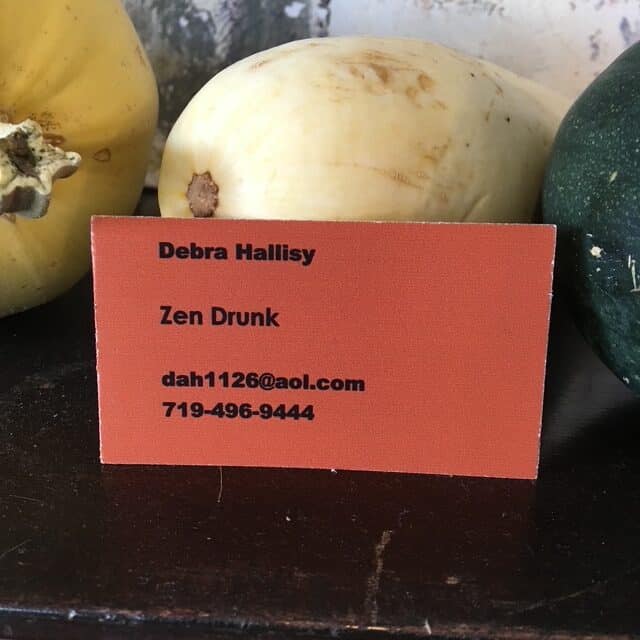 Debra Hallisy
Zen Drunk
dah1126@aol.com
719-496-9444